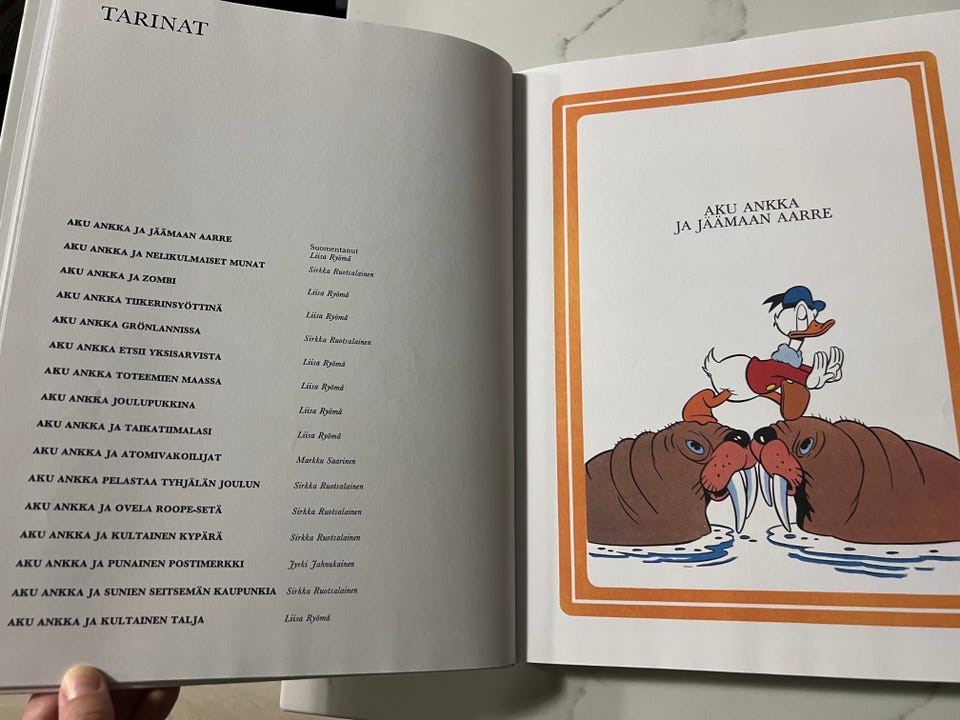 TARINAT
AKU ANKKA JA JÄÄMAAN AARRE
Suomentanut
Liisa Ryömä
AKU ANKKA JA NELIKULMAISET MUNAT Sirkka Ruotsalainen
AKU ANKKA JA ZOMBI Liisa Ryömä
AKU ANKKA TIIKERINSYÖTTINÄ Liisa Ryömä
AKU ANKKA GRÖNLANNISSA Sirkka Ruotsalainen
AKU ANKKA ETSII YKSISARVISTA Liisa Ryömä
AKU ANKKA TOTEEMIEN MAASSA Liisa Ryömä
AKU ANKKA JOULUPUKKINA Liisa Ryömä
AKU ANKKA JA TAIKATIIMALASI Liisa Ryömä
AKU ANKKA JA ATOMIVAKOILIJAT Markku Saarinen
AKU ANKKA PELASTAA TYHJÄLÄN JOULUN Sirkka Ruotsalainen
AKU ANKKA JA OVELA ROOPE-SETÄ Sirkka Ruotsalainen
AKU ANKKA JA KULTAINEN KYPÄRÄ Sirkka Ruotsalainen
AKU ANKKA JA PUNAINEN POSTIMERKKI Jyrki Jahnukainen
AKU ANKKA JA SUNIEN SEITSEMÄN KAUPUNKIA Sirkka Ruotsalainen
AKU ANKKA JA KULTAINEN TALJA Liisa Ryömä
AKU ANKKA
JA JÄÄMAAN AARRE